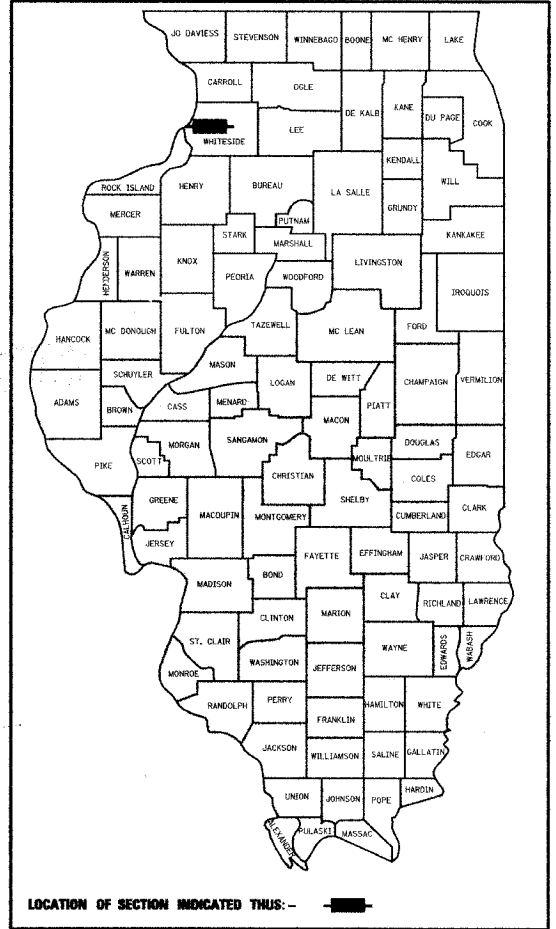 JO DAVIESS STEVENSON WINNEBAGO BOONE MC HENRY LAKE
CARROLL OGLE DE KALB KANE DU PAGE COOK
WHITESIDE LEE
KENDALL WILL
ROCK ISLAND HENRY BUREAU LA SALLE GRUNDY
MERCER PUTNAM KANKAKEE
STARK MARSHALL
HENDERSON WARREN KNOX PEORIA WOODFORD LIVINGSTON IROQUOIS
HANCOCK MC DONOUGH FULTON TAZEWELL MC LEAN FORD
SCHUYLER MASON
ADAMS BROWN CASS MENARD LOGAN DE WITT PIATT CHAMPAIGN VERMILION
MACON
PIKE SCOTT MORGAN SANGAMON CHRISTIAN MOULTRIE DOUGLAS EDGAR
COLES
CALHOUN GREENE MACOUPIN MONTGOMERY SHELBY CUMBERLAND CLARK
JERSEY
FAYETTE EFFINGHAM JASPER CRAWFORD
MADISON BOND
CLAY RICHLAND LAWRENCE
CLINTON MARION
ST. CLAIR WAYNE EDWARDS WABASH
WASHINGTON JEFFERSON
MONROE
RANDOLPH PERRY HAMILTON WHITE
FRANKLIN
JACKSON WILLIAMSON SALINE GALLATIN
HARDIN
UNION JOHNSON POPE
ALEXANDER PULASKI MASSAC
LOCATION OF SECTION INDICATED THUS: -